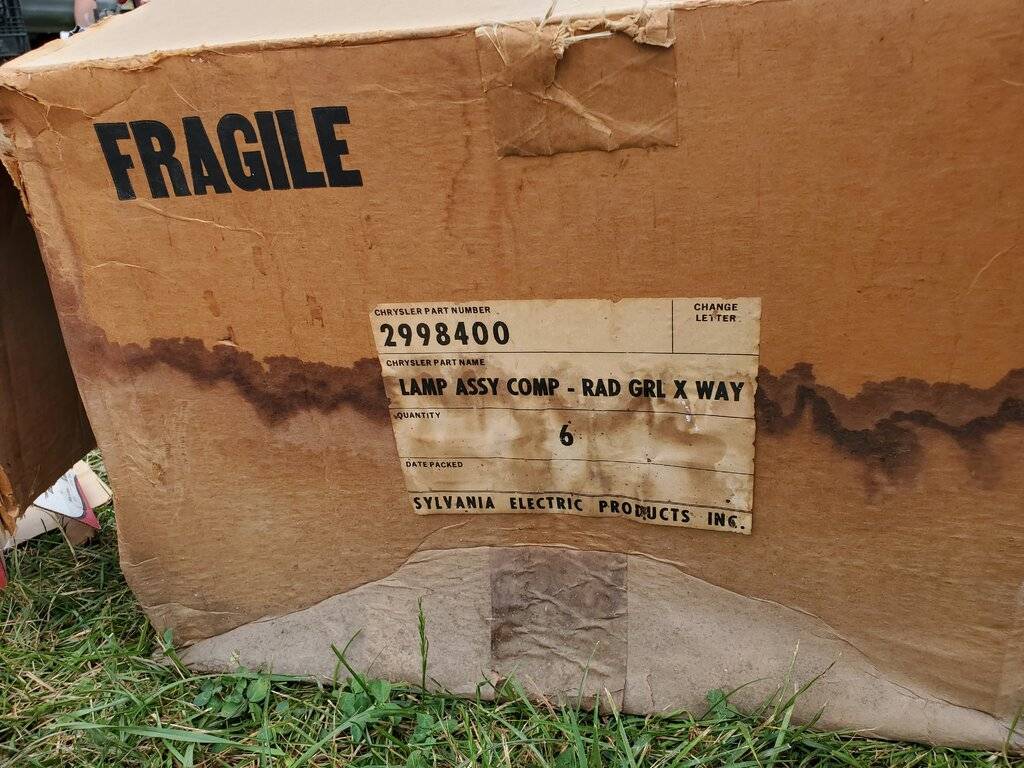 FRAGILE
CHRYSLER PART NUMBER
2998400
CHANGE
LETTER
CHRYSLER PART NAME
LAMP ASSY COMP - RAD GRL X WAY
QUANTITY
6
DATE PACKED
SYLVANIA ELECTRIC PRODUCTS INC.